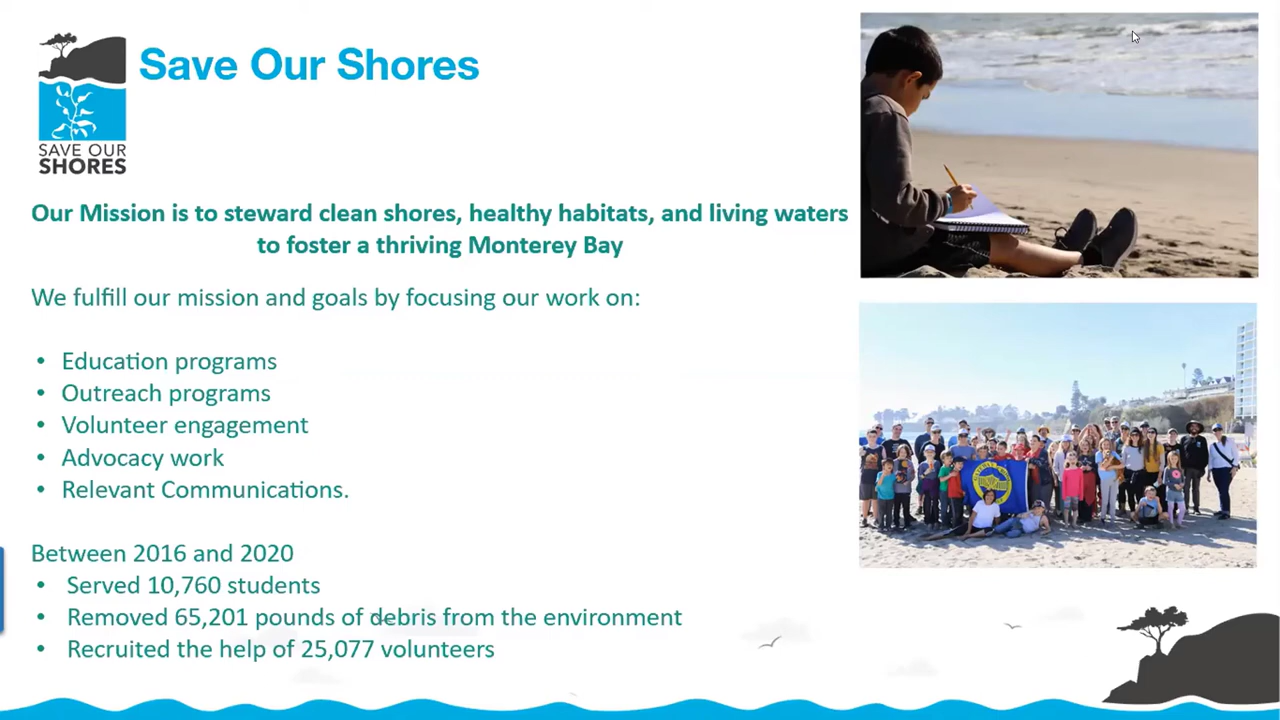 Save Our Shores
SAVE OUR
SHORES
Our Mission is to steward clean shores, healthy habitats, and living waters
to foster a thriving Monterey Bay
We fulfill our mission and goals by focusing our work on:
• Education programs
• Outreach programs
• Volunteer engagement
• Advocacy work
• Relevant Communications.
Between 2016 and 2020
• Served 10,760 students
• Removed 65,201 pounds of debris from the environment
• Recruited the help of 25,077 volunteers